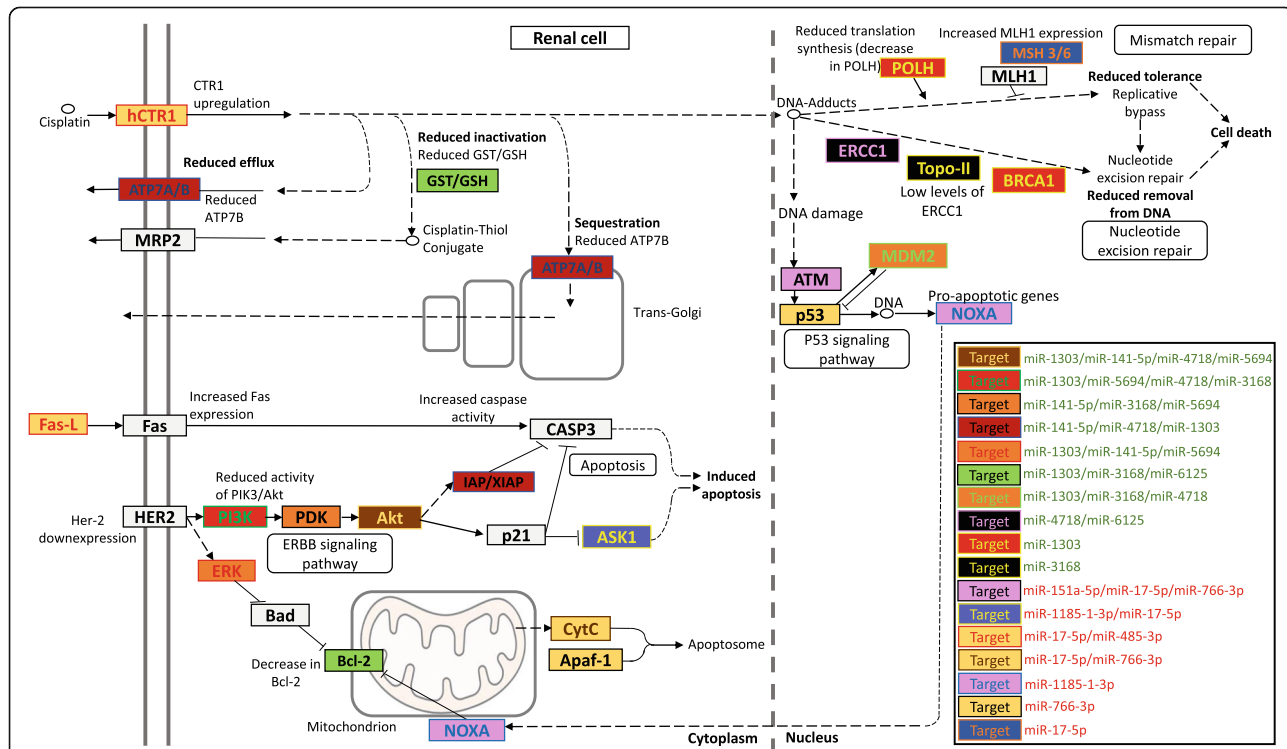 Renal cell
Reduced translation
synthesis (decrease
in POLH)
POLH
Increased MLH1 expression
MSH 3/6
MLH1
Mismatch repair
Cisplatin
hCTR1
CTR1
upregulation
DNA-Adducts
Reduced tolerance
Replicative
bypass
Cell death
Reduced inactivation
Reduced GST/GSH
GST/GSH
Reduced efflux
ATP7A/B
Reduced
ATP7B
MRP2
Cisplatin-Thiol
Conjugate
Sequestration
Reduced ATP7B
ATP7A/B
Trans-Golgi
ERCC1
Topo-II
Low levels of
ERCC1
BRCA1
Nucleotide
excision repair
Reduced removal
from DNA
Nucleotide
excision repair
DNA damage
ATM
MDM2
p53
DNA
Pro-apoptotic genes
NOXA
P53 signaling
pathway
Fas-L
Fas
Increased Fas
expression
Increased caspase
activity
CASP3
Apoptosis
Induced
apoptosis
IAP/XIAP
Her-2
downexpression
HER2
Reduced activity
of PIK3/Akt
PI3K
PDK
Akt
p21
ASK1
ERBB signaling
pathway
ERK
Bad
Decrease in
Bcl-2
Bcl-2
CytC
Apaf-1
Apoptosome
Mitochondrion
NOXA
Cytoplasm
Nucleus
Target miR-1303/miR-141-5p/miR-4718/miR-5694
Target miR-1303/miR-5694/miR-4718/miR-3168
Target miR-141-5p/miR-3168/miR-5694
Target miR-141-5p/miR-4718/miR-1303
Target miR-1303/miR-141-5p/miR-5694
Target miR-1303/miR-3168/miR-6125
Target miR-1303/miR-3168/miR-4718
Target miR-4718/miR-6125
Target miR-1303
Target miR-3168
Target miR-151a-5p/miR-17-5p/miR-766-3p
Target miR-1185-1-3p/miR-17-5p
Target miR-17-5p/miR-485-3p
Target miR-17-5p/miR-766-3p
Target miR-1185-1-3p
Target miR-766-3p
Target miR-17-5p